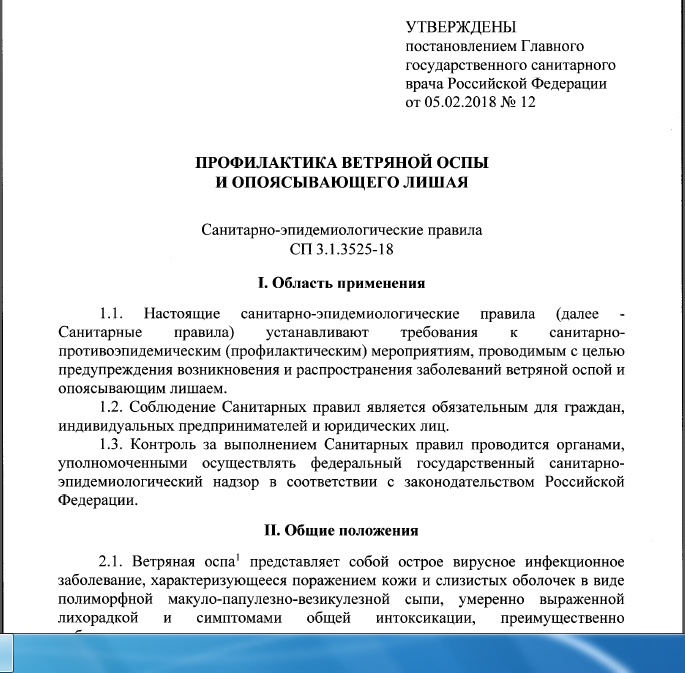 УТВЕРЖДЕНЫ
постановлением Главного
государственного санитарного
врача Российской Федерации
от 05.02.2018 № 12
ПРОФИЛАКТИКА ВЕТРЯНОЙ ОСПЫ
И ОПОЯСЫВАЮЩЕГО ЛИШАЯ
Санитарно-эпидемиологические правила
СП 3.1.3525-18
I. Область применения
1.1. Настоящие санитарно-эпидемиологические правила (далее -
Санитарные правила) устанавливают требования к санитарно-
противоэпидемическим (профилактическим) мероприятиям, проводимым с целью
предупреждения возникновения и распространения заболеваний ветряной оспой и
опоясывающим лишаем.
1.2. Соблюдение Санитарных правил является обязательным для граждан,
индивидуальных предпринимателей и юридических лиц.
1.3. Контроль за выполнением Санитарных правил проводится органами,
уполномоченными осуществлять федеральный государственный санитарно-
эпидемиологический надзор в соответствии с законодательством Российской
Федерации.
II. Общие положения
2.1. Ветряная оспа¹ представляет собой острое вирусное инфекционное
заболевание, характеризующееся поражением кожи и слизистых оболочек в виде
полиморфной макуло-папулезно-везикулезной сыпи, умеренно выраженной
лихорадкой и симптомами общей интоксикации, преимущественно